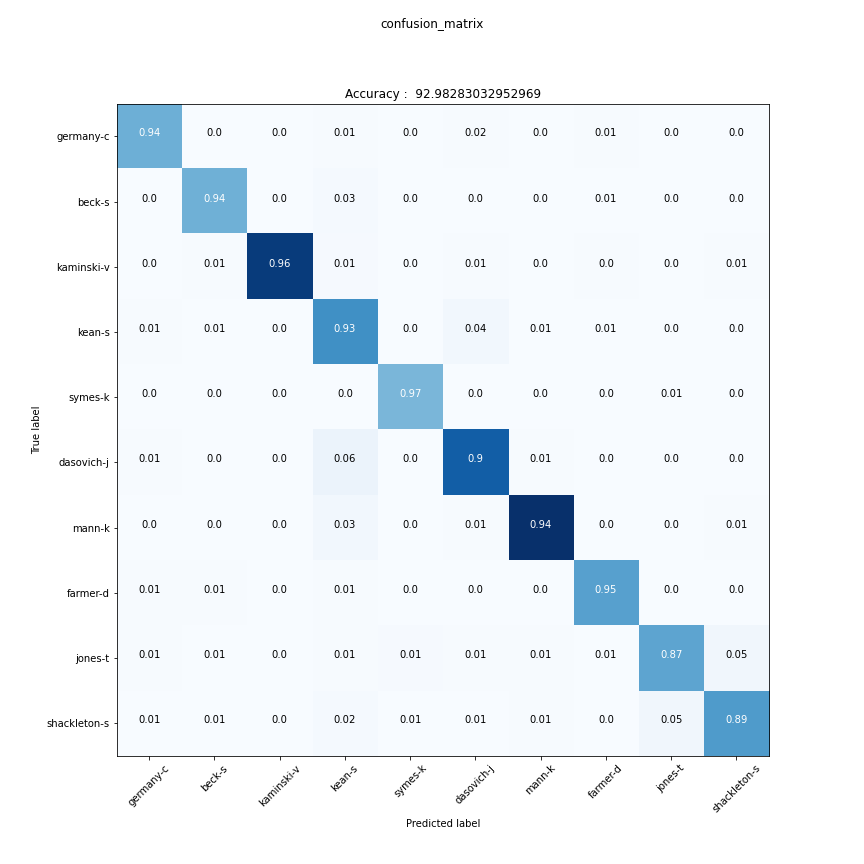 confusion_matrix
Accuracy :  92.98283032952969
germany-c 0.94 0.0 0.0 0.01 0.0 0.02 0.0 0.01 0.0 0.0
beck-s 0.0 0.94 0.0 0.03 0.0 0.0 0.0 0.01 0.0 0.0
kaminski-v 0.0 0.01 0.96 0.01 0.0 0.01 0.0 0.0 0.0 0.01
kean-s 0.01 0.01 0.0 0.93 0.0 0.04 0.01 0.01 0.0 0.0
symes-k 0.0 0.0 0.0 0.0 0.97 0.0 0.0 0.0 0.01 0.0
True label
dasovich-j 0.01 0.0 0.0 0.06 0.0 0.9 0.01 0.0 0.0 0.0
mann-k 0.0 0.0 0.0 0.03 0.0 0.01 0.94 0.0 0.0 0.01
farmer-d 0.01 0.01 0.0 0.01 0.0 0.0 0.0 0.95 0.0 0.0
jones-t 0.01 0.01 0.0 0.01 0.01 0.01 0.01 0.01 0.87 0.05
shackleton-s 0.01 0.01 0.0 0.02 0.01 0.01 0.01 0.0 0.05 0.89
germany-c beck-s kaminski-v kean-s symes-k dasovich-j mann-k farmer-d jones-t shackleton-s
Predicted label